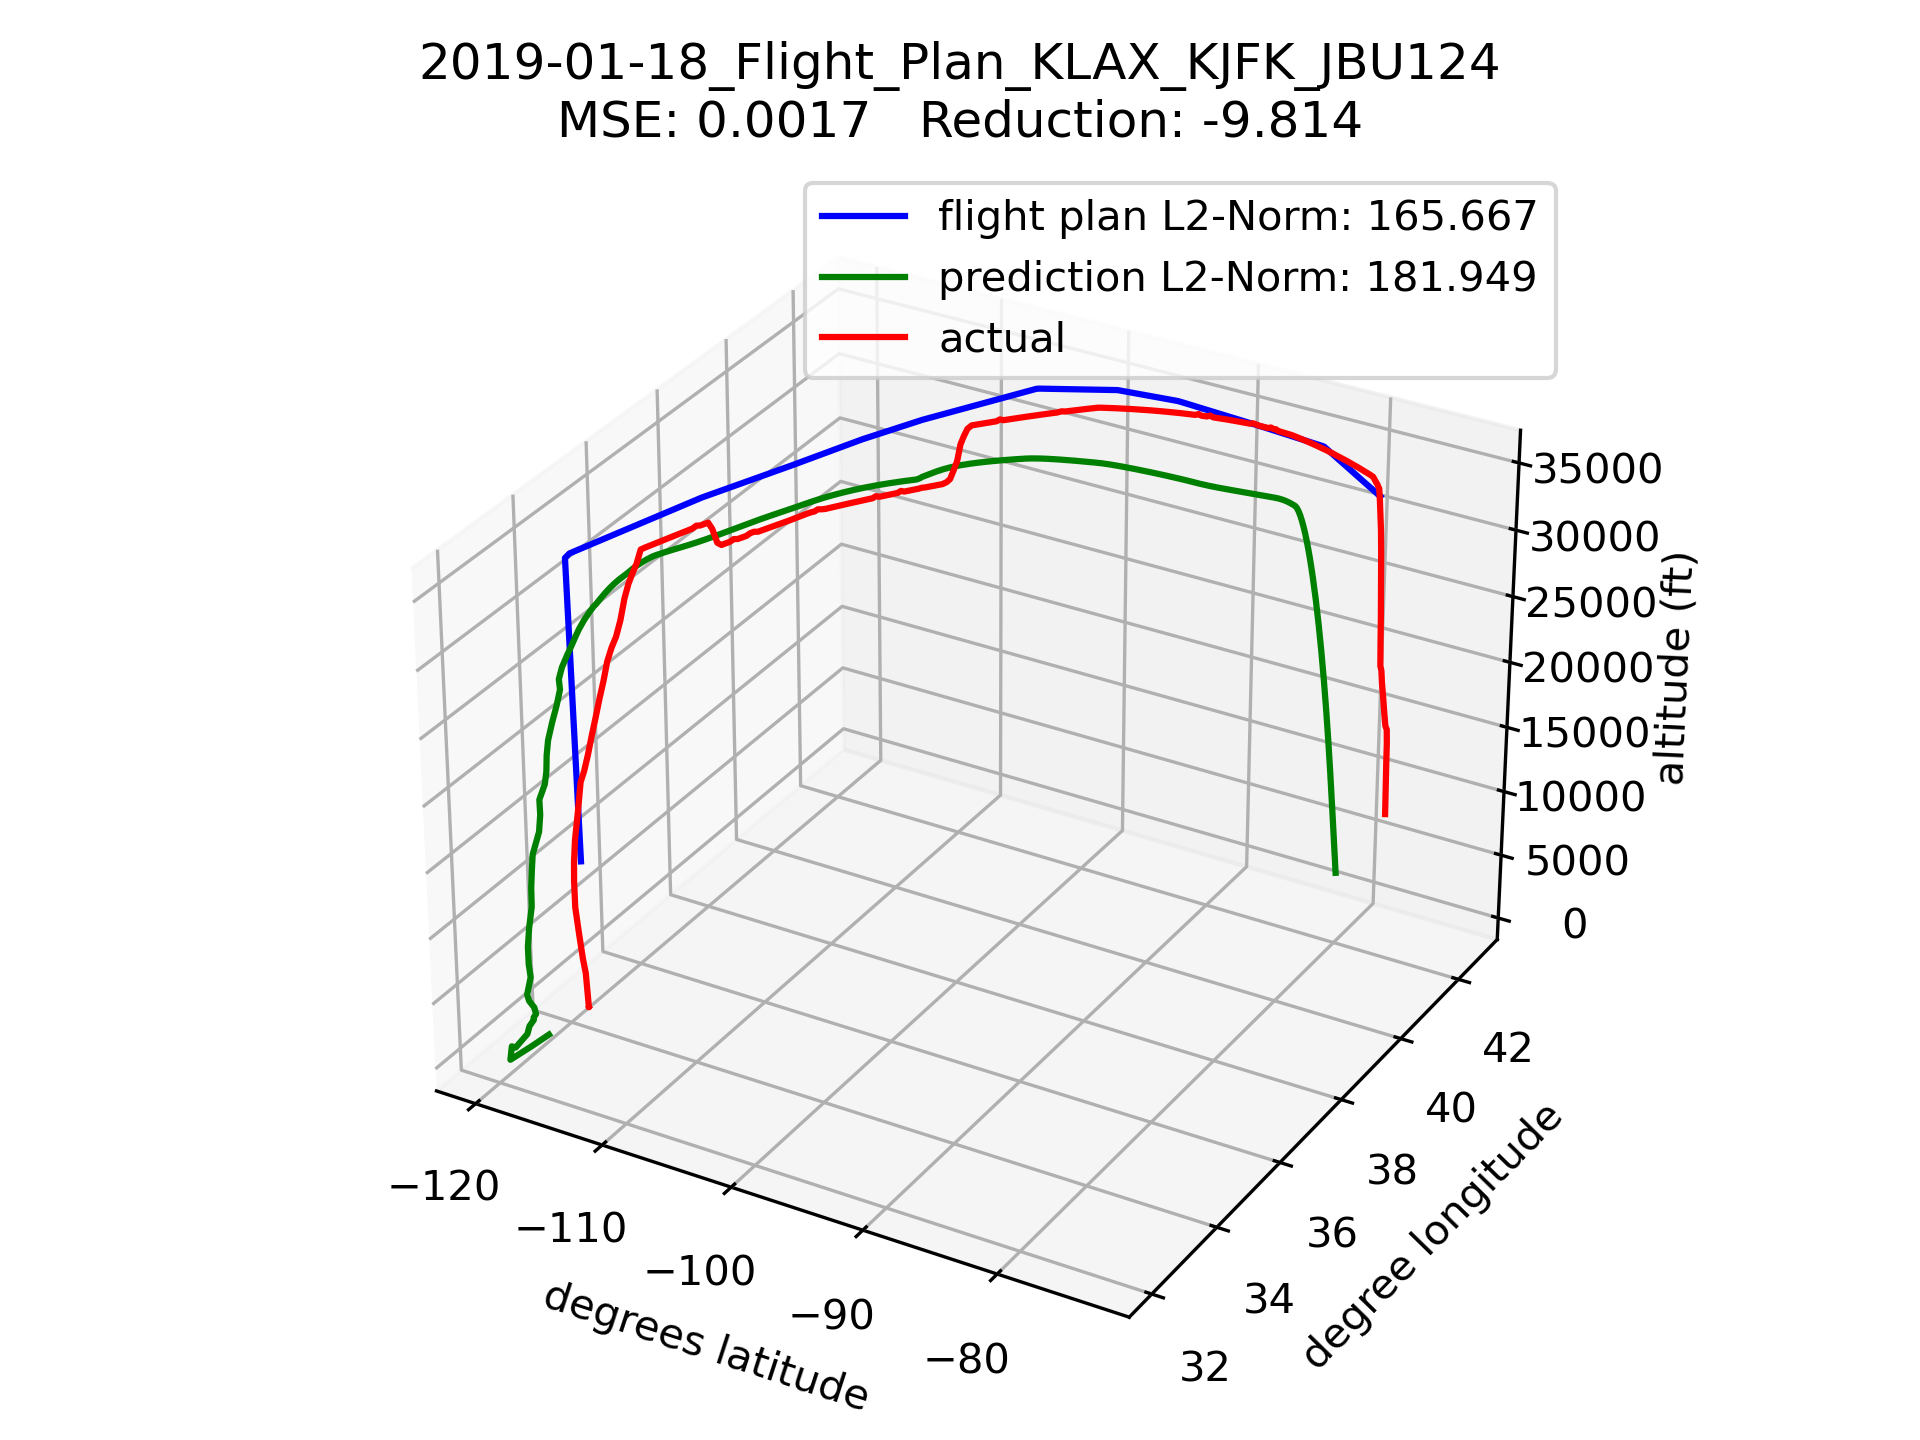 2019-01-18_Flight_Plan_KLAX_KJFK_JBU124
MSE: 0.0017   Reduction: -9.814
flight plan L2-Norm: 165.667
prediction L2-Norm: 181.949
actual
35000
30000
25000
20000
15000
10000
5000
0
altitude (ft)
42
40
38
36
34
32
degree longitude
−120
−110
−100
−90
−80
degrees latitude